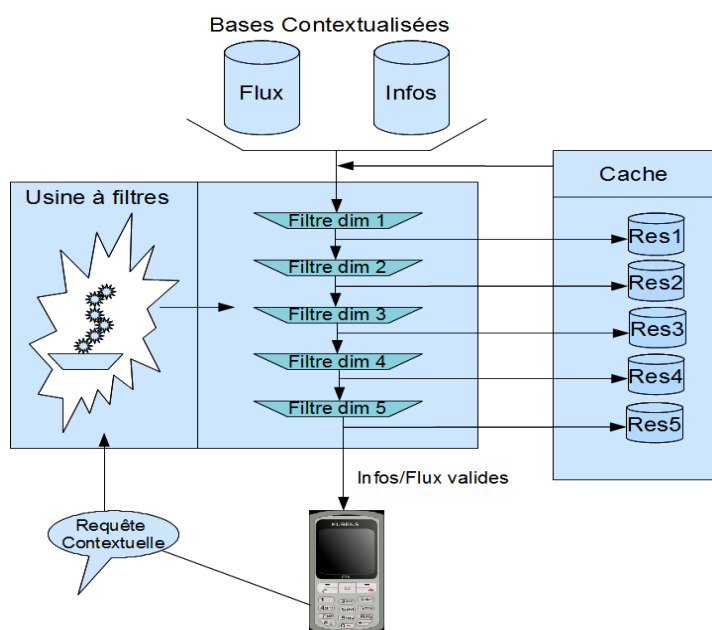 Bases Contextualisées
Flux
Infos
Usine à filtres
Cache
Filtre dim 1
Res1
Filtre dim 2
Res2
Filtre dim 3
Res3
Filtre dim 4
Res4
Filtre dim 5
Res5
Infos/Flux valides
Requête
Contextuelle